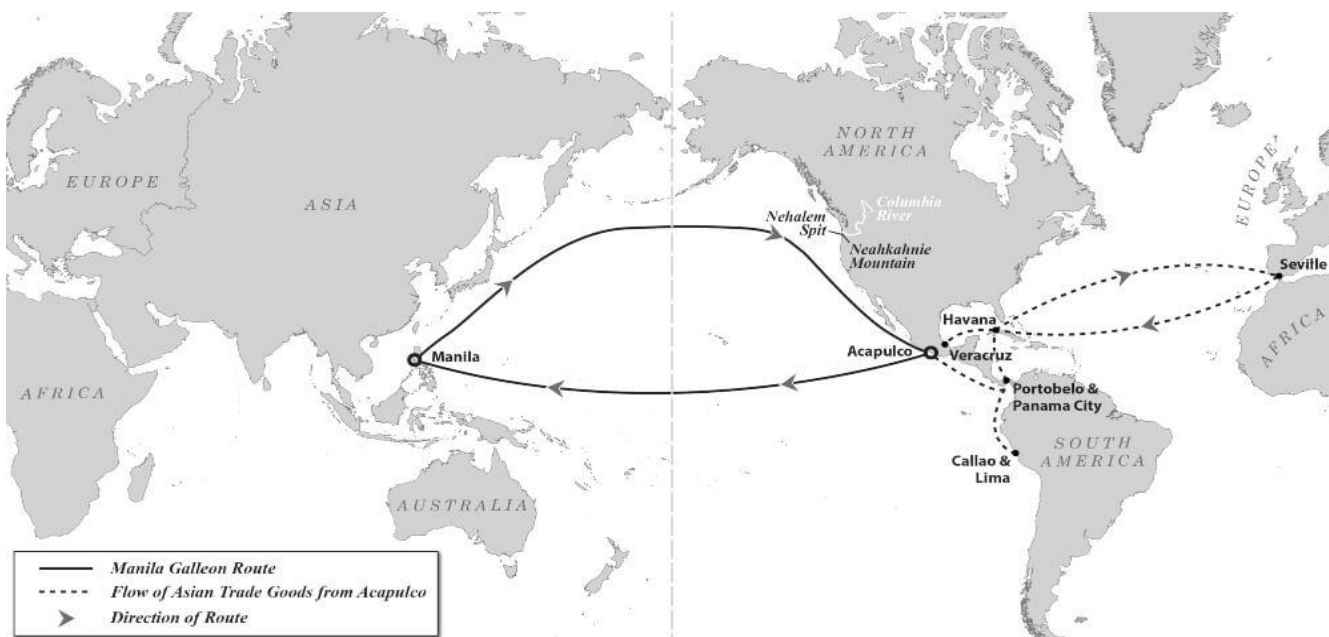 NORTH
AMERICA
EUROPE
ASIA
EUROPE
Columbia
River
Nehalem
Spit
Neahkahnie
Mountain
Seville
Havana
Manila
Acapulco
Veracruz
AFRICA
AFRICA
Portobelo &
Panama City
SOUTH
AMERICA
Callao &
Lima
AUSTRALIA
Manila Galleon Route
Flow of Asian Trade Goods from Acapulco
Direction of Route